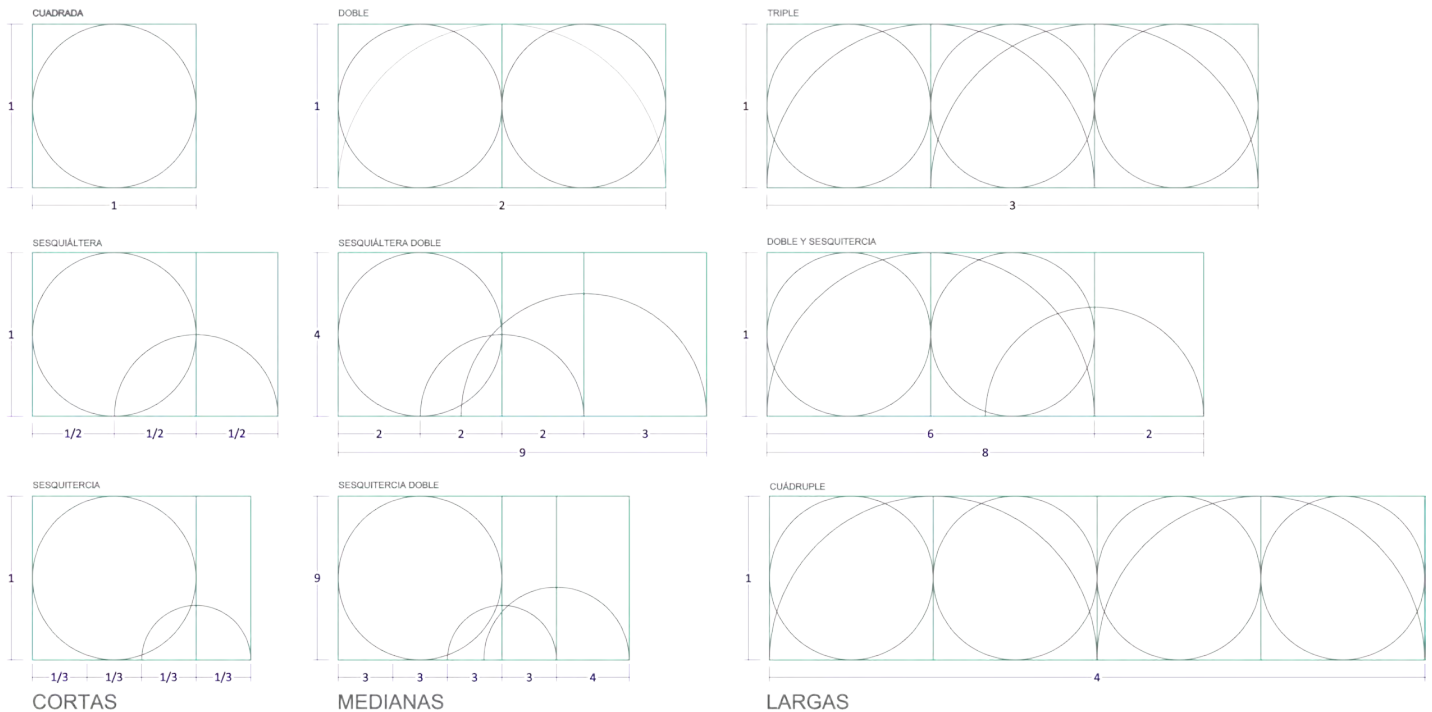 CUADRADA
1
1
DOBLE
1
2
TRIPLE
1
3
SESQUIÁLTERA
1
1/2 1/2 1/2
SESQUIÁLTERA DOBLE
4
2 2 2 3
9
DOBLE Y SESQUITERCIA
1
6 2
8
SESQUITERCIA
1
1/3 1/3 1/3 1/3
CORTAS
SESQUITERCIA DOBLE
9
3 3 3 3 4
MEDIANAS
CUÁDRUPLE
1
4
LARGAS